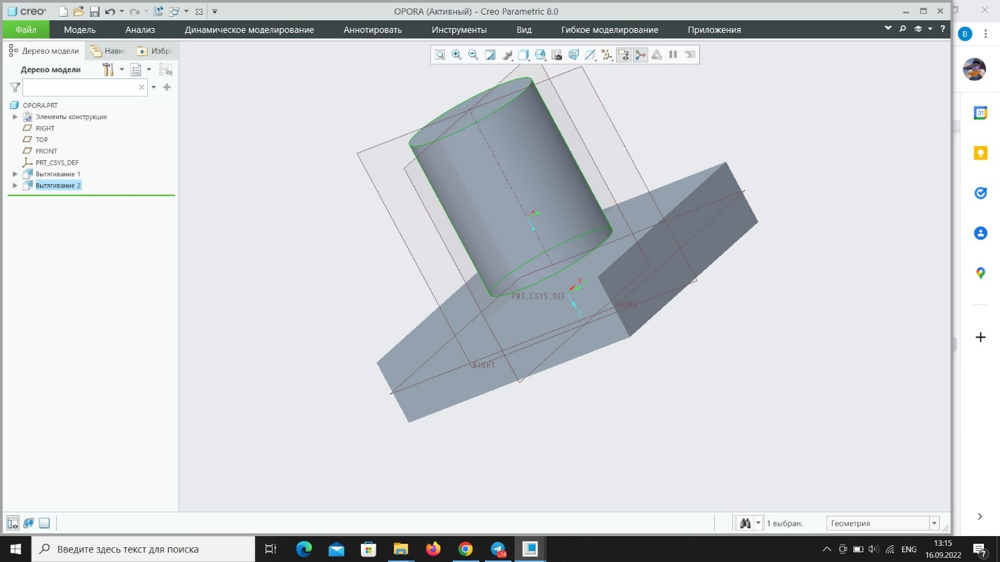 creo
OPORA (Активный) - Creo Parametric 8.0
Файл Модель Анализ Динамическое моделирование Аннотировать Инструменты Вид Гибкое моделирование Приложения
?
B
Дерево модели Нави Избр
Дерево модели
OPORA.PRT
Элементы конструкции
RIGHT
TOP
FRONT
PRT_CSYS_DEF
Вытягивание 1
Вытягивание 2
X
PRT_CSYS_DEF
FRONT
Z
RIGHT
31
1 выбран. Геометрия
Введите здесь текст для поиска
14
ENG
13:15
16.09.2022
7